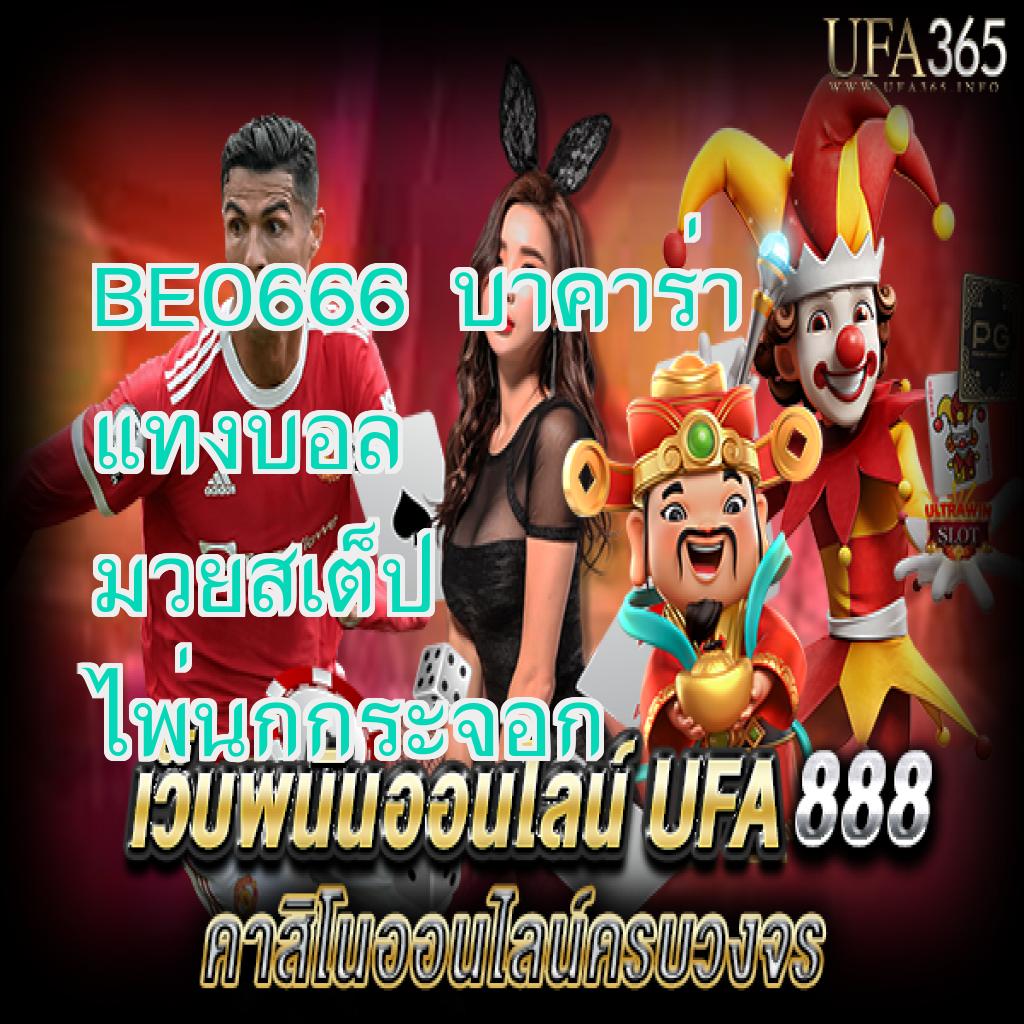 UFA365
WWW.UFA365.INFO
BEO666 บาคาร่า
แทงบอล
มวยสเต็ป
ไพ่นกกระจอก
PG
ULTRAWIN
SLOT
เว็บพนันออนไลน์ UFA 888
คาสิโนออนไลน์ครบวงจร